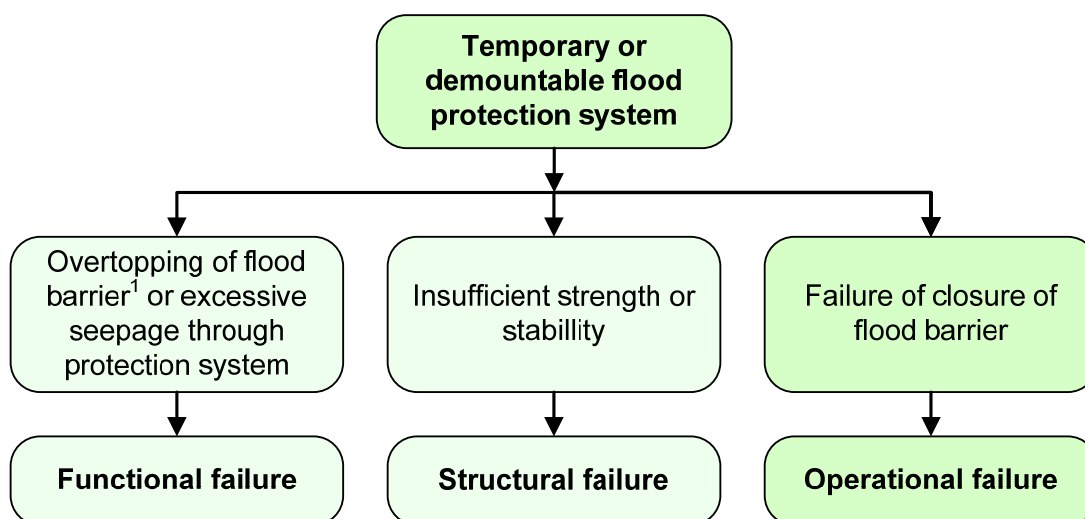 Temporary or
demountable flood
protection system
Overtopping of flood
barrier¹ or excessive
seepage through
protection system
Insufficient strength or
stabillity
Failure of closure of
flood barrier
Functional failure
Structural failure
Operational failure